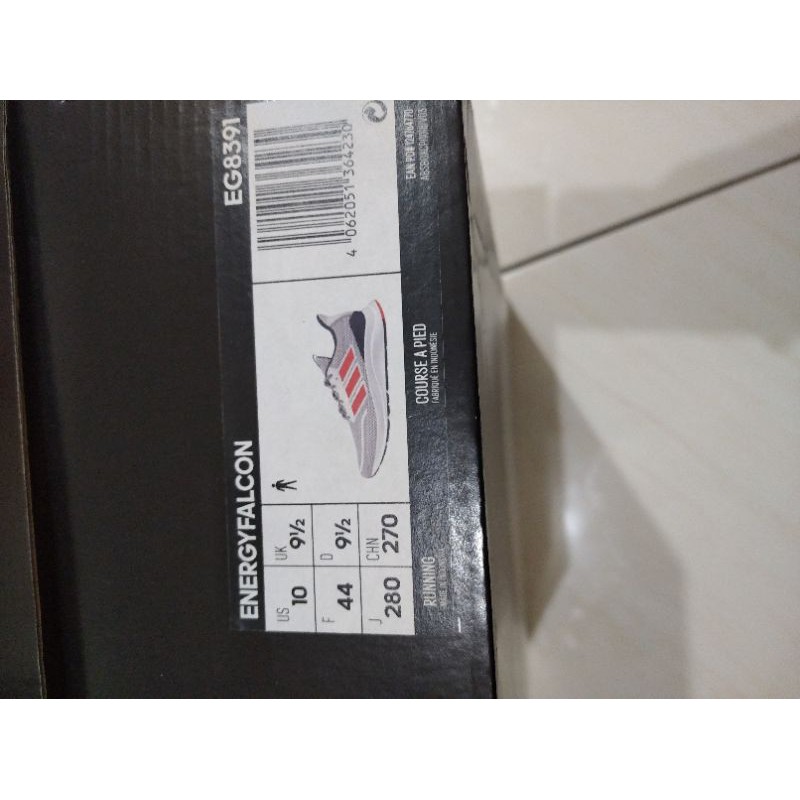 ENERGYFALCON
EG8391
US 10
UK 9½
F 44
D 9½
J 280
CHN 270
4 062051 364230
RUNNING
COURSE A PIED
FABRIQUÉ EN INDONÉSIE